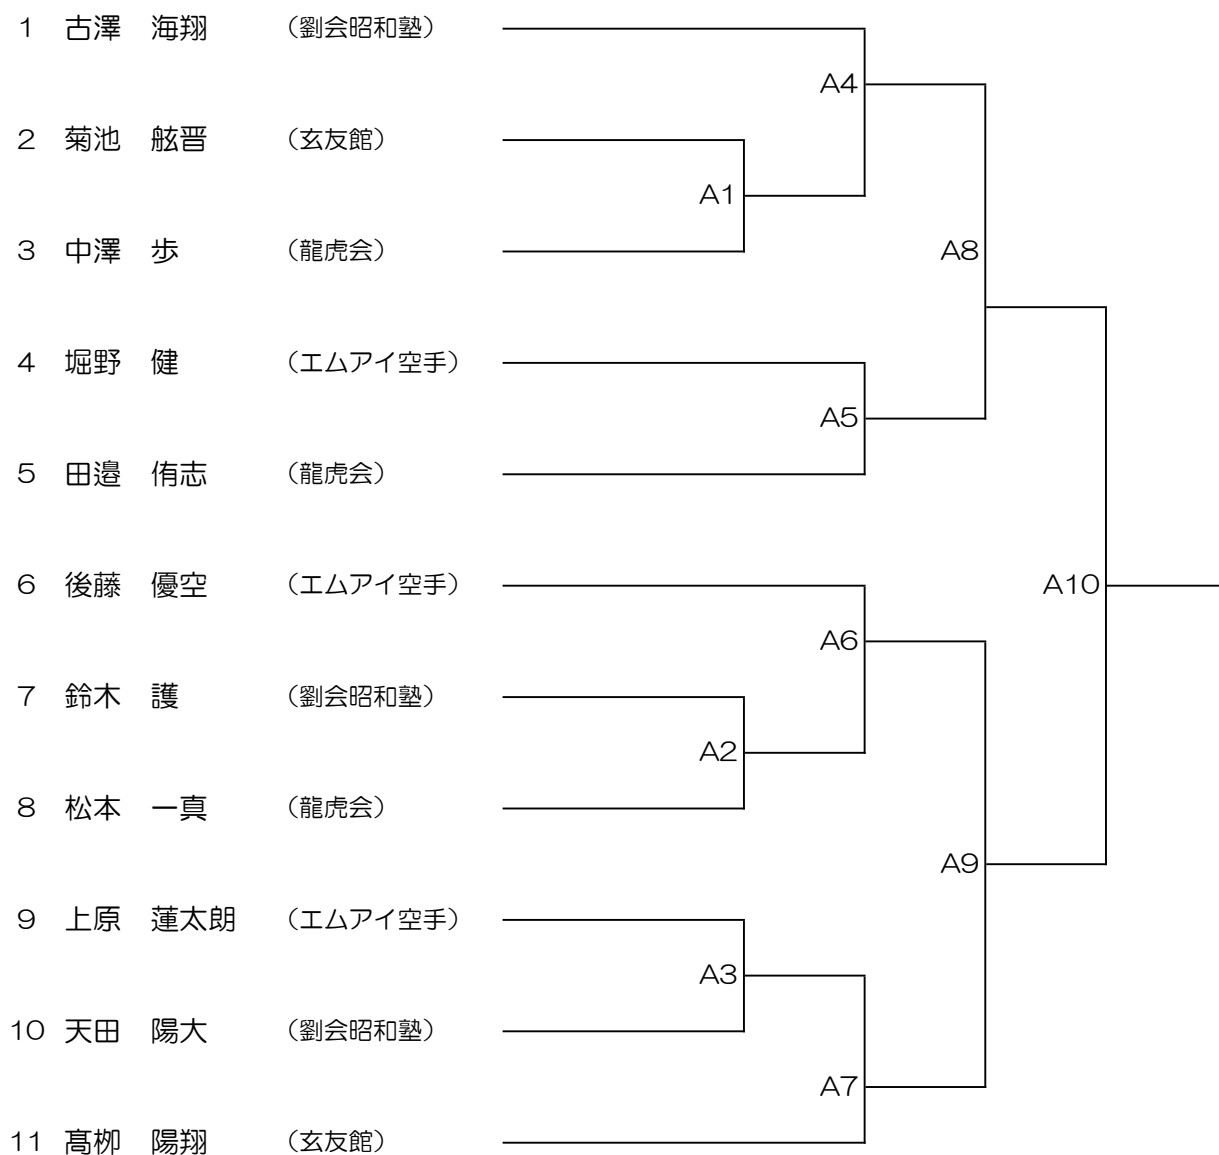 1 古澤 海翔 (劉会昭和塾)
A4
2 菊池 舷晋 (玄友館)
A1
3 中澤 歩 (龍虎会)
A8
4 堀野 健 (エムアイ空手)
A5
5 田邉 侑志 (龍虎会)
6 後藤 優空 (エムアイ空手)
A10
A6
7 鈴木 護 (劉会昭和塾)
A2
8 松本 一真 (龍虎会)
A9
9 上原 蓮太朗 (エムアイ空手)
A3
10 天田 陽大 (劉会昭和塾)
A7
11 髙栁 陽翔 (玄友館)